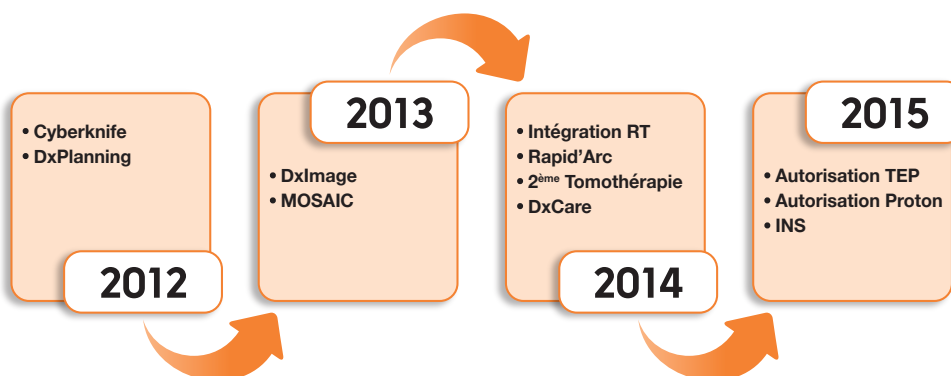 • Cyberknife
• DxPlanning
2012
2013
• DxImage
• MOSAIC
• Intégration RT
• Rapid'Arc
• 2ème Tomothérapie
• DxCare
2014
2015
• Autorisation TEP
• Autorisation Proton
• INS